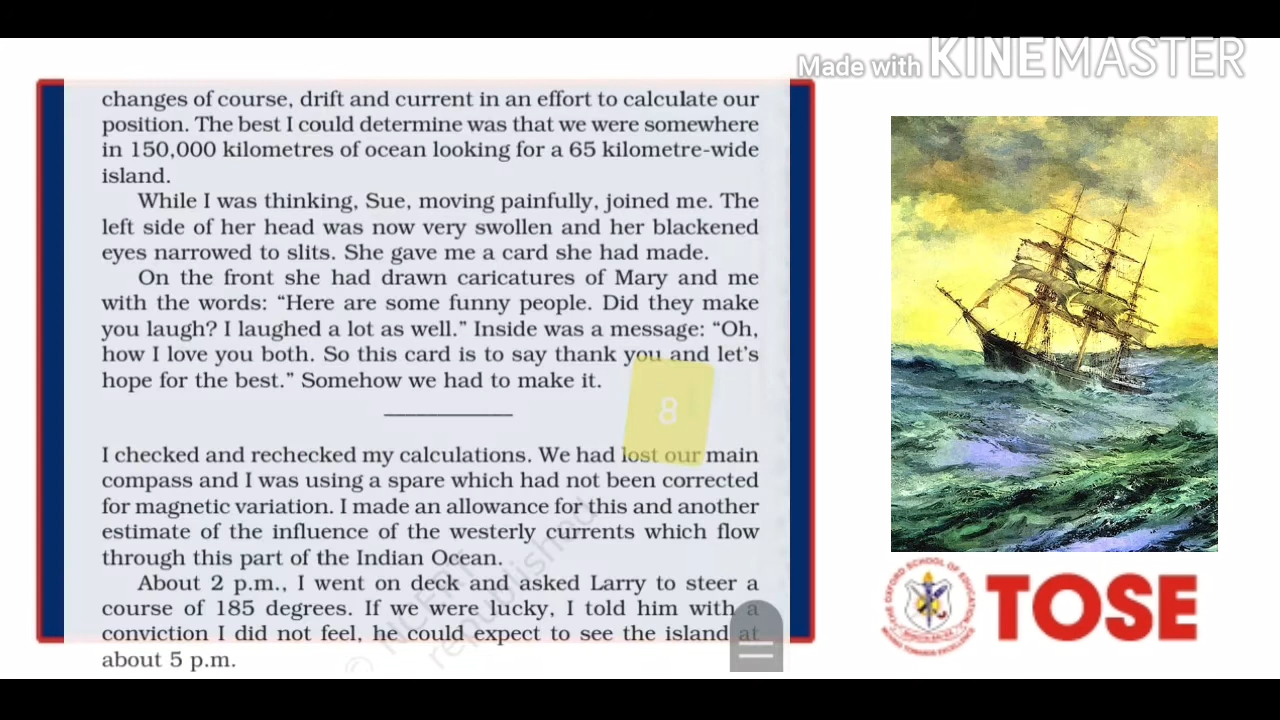 Made with KINEMASTER
changes of course, drift and current in an effort to calculate our
position. The best I could determine was that we were somewhere
in 150,000 kilometres of ocean looking for a 65 kilometre-wide
island.
While I was thinking, Sue, moving painfully, joined me. The
left side of her head was now very swollen and her blackened
eyes narrowed to slits. She gave me a card she had made.
On the front she had drawn caricatures of Mary and me
with the words: “Here are some funny people. Did they make
you laugh? I laughed a lot as well.” Inside was a message: “Oh,
how I love you both. So this card is to say thank you and let’s
hope for the best.” Somehow we had to make it.
8
I checked and rechecked my calculations. We had lost our main
compass and I was using a spare which had not been corrected
for magnetic variation. I made an allowance for this and another
estimate of the influence of the westerly currents which flow
through this part of the Indian Ocean.
About 2 p.m., I went on deck and asked Larry to steer a
course of 185 degrees. If we were lucky, I told him with a
conviction I did not feel, he could expect to see the island at
about 5 p.m.
© NCERT
republished
THE OXFORD SCHOOL OF EDUCATION
TOSE